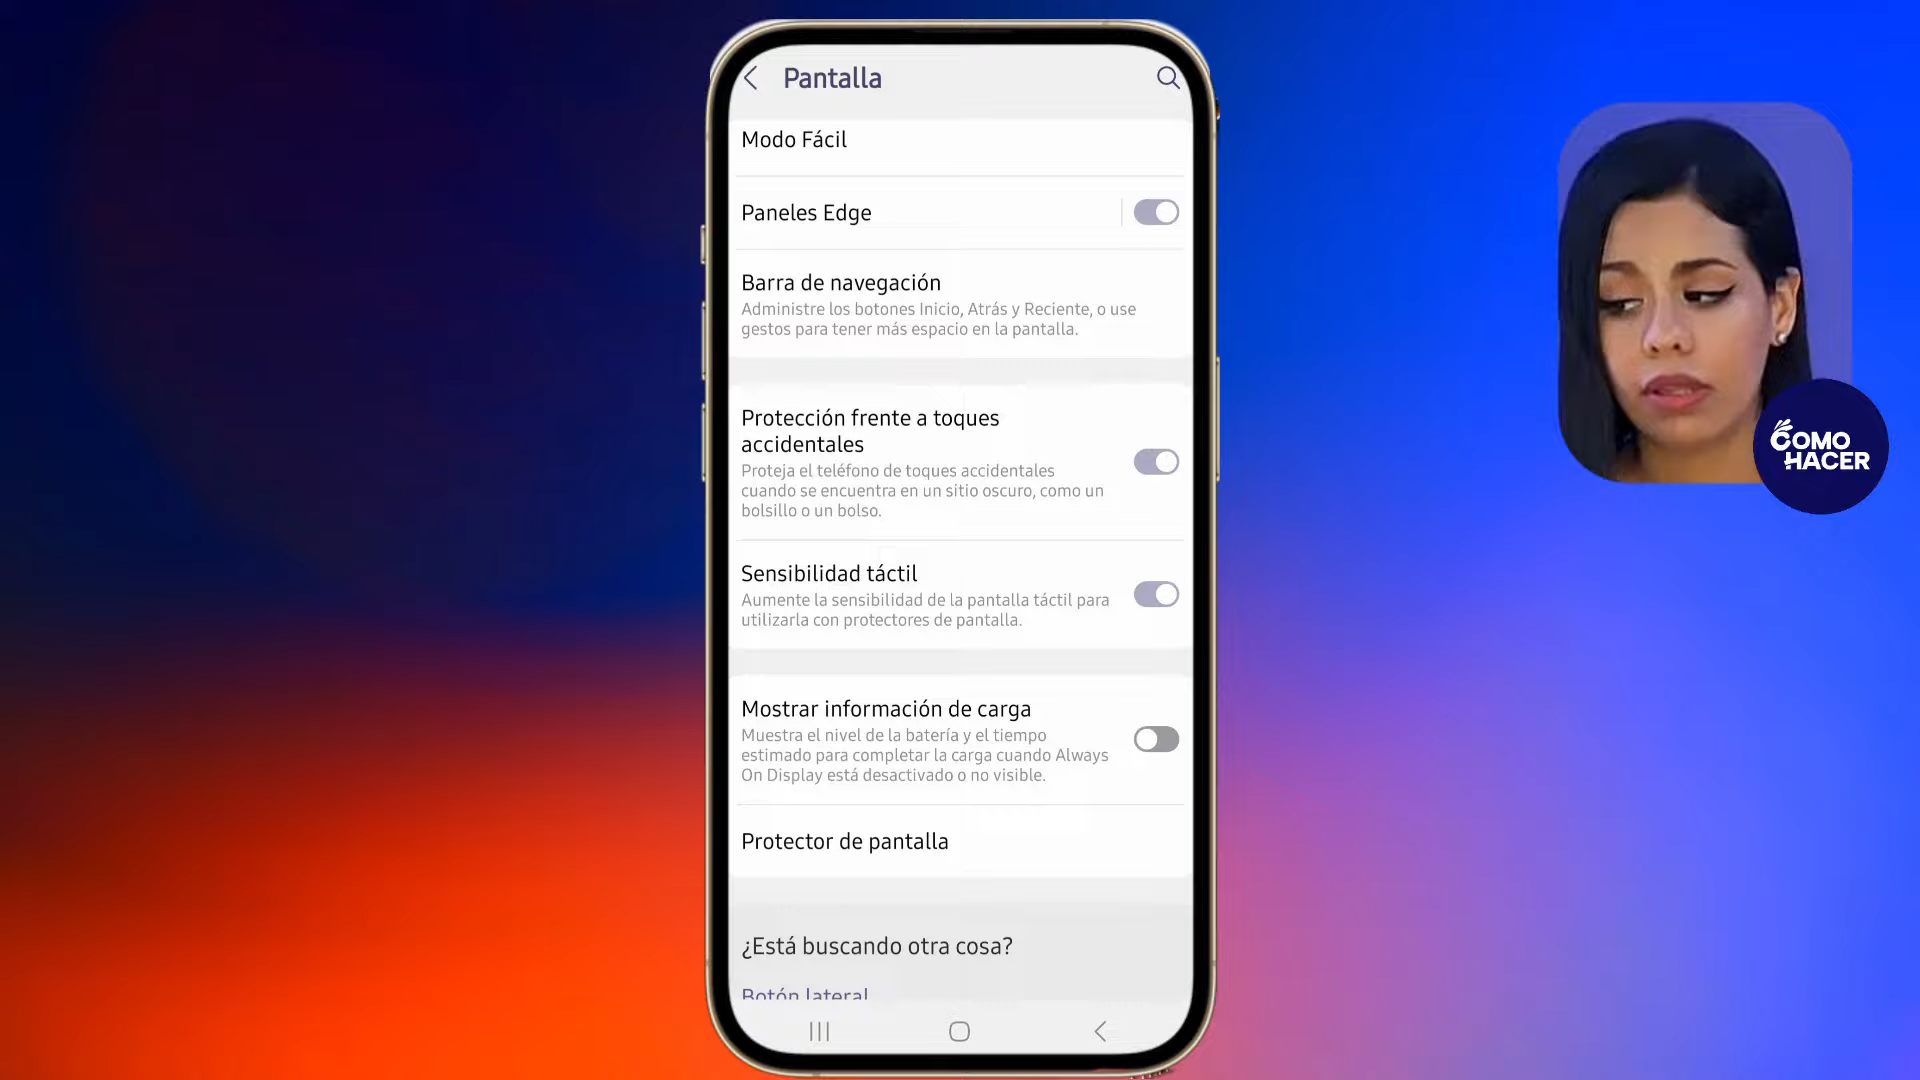 Pantalla
Modo Fácil
Paneles Edge
Barra de navegación
Administre los botones Inicio, Atrás y Reciente, o use
gestos para tener más espacio en la pantalla.
Protección frente a toques
accidentales
Proteja el teléfono de toques accidentales
cuando se encuentra en un sitio oscuro, como un
bolsillo o un bolso.
Sensibilidad táctil
Aumente la sensibilidad de la pantalla táctil para
utilizarla con protectores de pantalla.
Mostrar información de carga
Muestra el nivel de la batería y el tiempo
estimado para completar la carga cuando Always
On Display está desactivado o no visible.
Protector de pantalla
¿Está buscando otra cosa?
Botón lateral
COMO
HACER